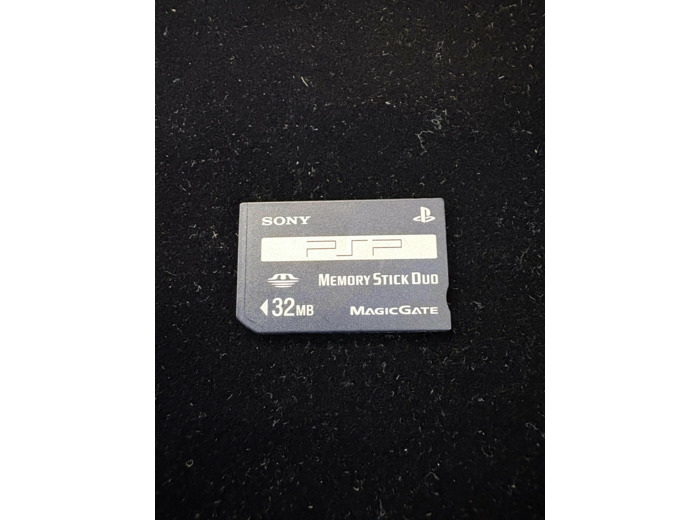 SONY
PSP
MEMORY STICK DUO
32MB
MAGICGATE